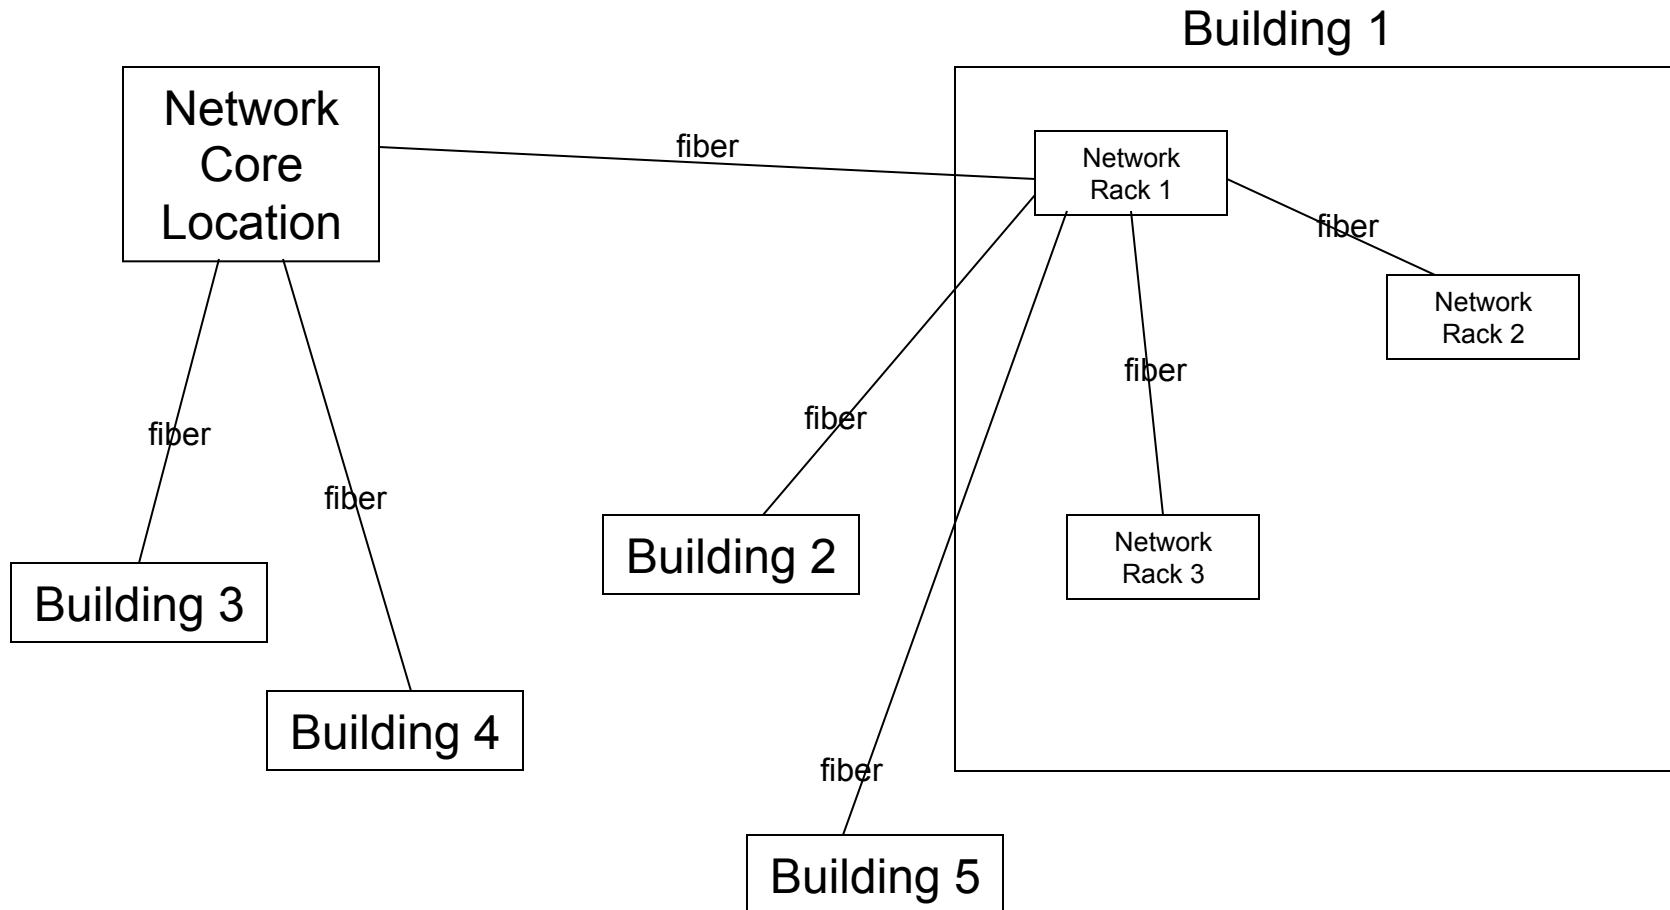 Building 1
Network
Core
Location
fiber
Network
Rack 1
fiber
Network
Rack 2
fiber
fiber
fiber
fiber
Network
Rack 3
Building 2
Building 3
Building 4
fiber
Building 5